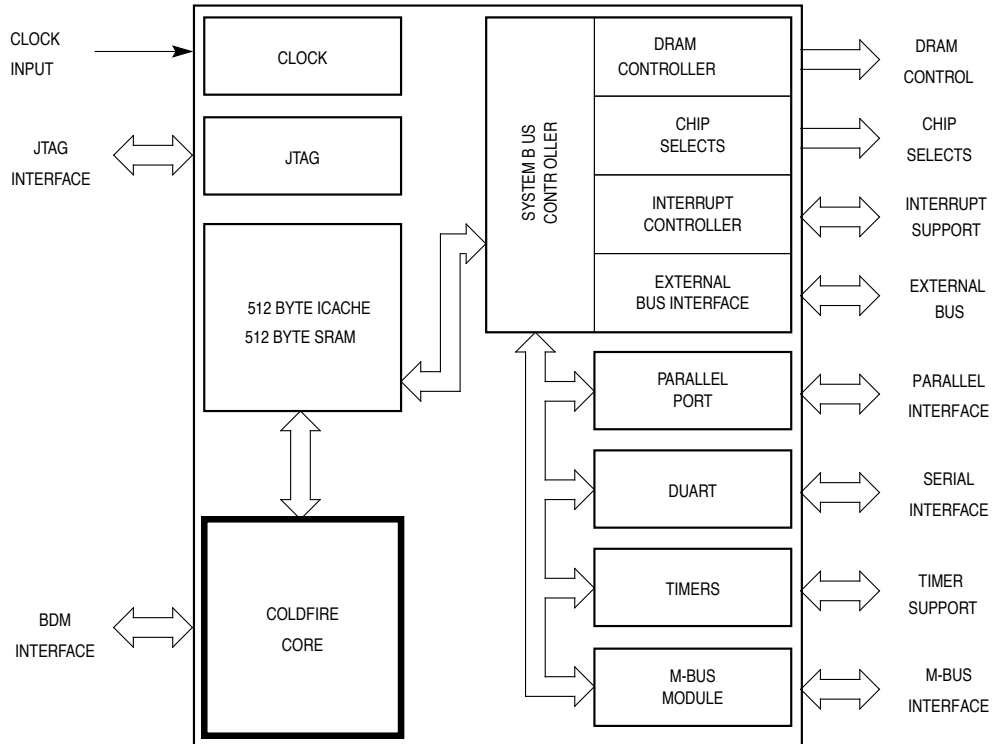 CLOCK
INPUT
CLOCK
JTAG
INTERFACE
JTAG
512 BYTE ICACHE
512 BYTE SRAM
BDM
INTERFACE
COLDFIRE
CORE
SYSTEM B US
CONTR OLLER
DRAM
CONTROLLER
CHIP
SELECTS
INTERRUPT
CONTROLLER
EXTERNAL
BUS INTERFACE
PARALLEL
PORT
DUART
TIMERS
M-BUS
MODULE
DRAM
CONTROL
CHIP
SELECTS
INTERRUPT
SUPPORT
EXTERNAL
BUS
PARALLEL
INTERFACE
SERIAL
INTERFACE
TIMER
SUPPORT
M-BUS
INTERFACE